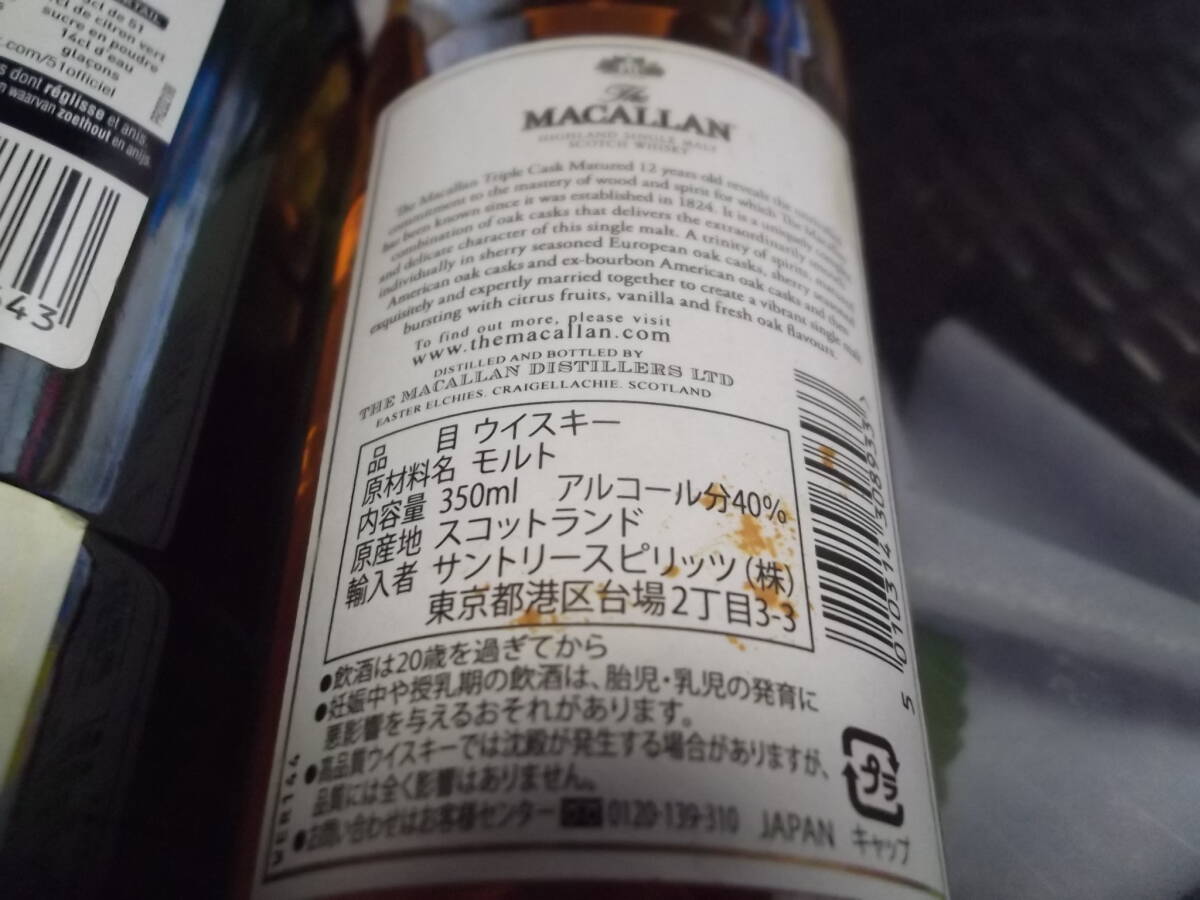 cl de 51
cl de citron vert
sucre en poudre
14cl d'eau
glaçons
.com/51officiel
s dont réglisse et anis.
n waarvan zoethout en anijs.
43
The
MACALLAN
HIGHLAND SINGLE MALT
SCOTCH WHISKY
The Macallan Triple Cask Matured 12 years old reveals the
commitment to the mastery of wood and spirit for which The Macallan
has been known since it was established in 1824. It is a uniquely complex
combination of oak casks that delivers the extraordinarily smooth
and delicate character of this single malt. A trinity of spirits, matured
individually in sherry seasoned European oak casks, sherry seasoned
American oak casks and ex-bourbon American oak casks and then
exquisitely and expertly married together to create a vibrant single malt
bursting with citrus fruits, vanilla and fresh oak flavours.
To find out more, please visit
www.themacallan.com
DISTILLED AND BOTTLED BY
THE MACALLAN DISTILLERS LTD
EASTER ELCHIES, CRAIGELLACHIE, SCOTLAND
品目 ウイスキー
原材料名 モルト
内容量 350ml アルコール分40%
原産地 スコットランド
輸入者 サントリースピリッツ(株)
東京都港区台場2丁目3-3
●飲酒は20歳を過ぎてから
●妊娠中や授乳期の飲酒は、胎児・乳児の発育に
悪影響を与えるおそれがあります。
●高品質ウイスキーでは沈殿が発生する場合がありますが、
品質には全く影響はありません。
●お問い合わせはお客様センター 0120-139-310 JAPAN
プラ
キャップ
5 010314 308933 >